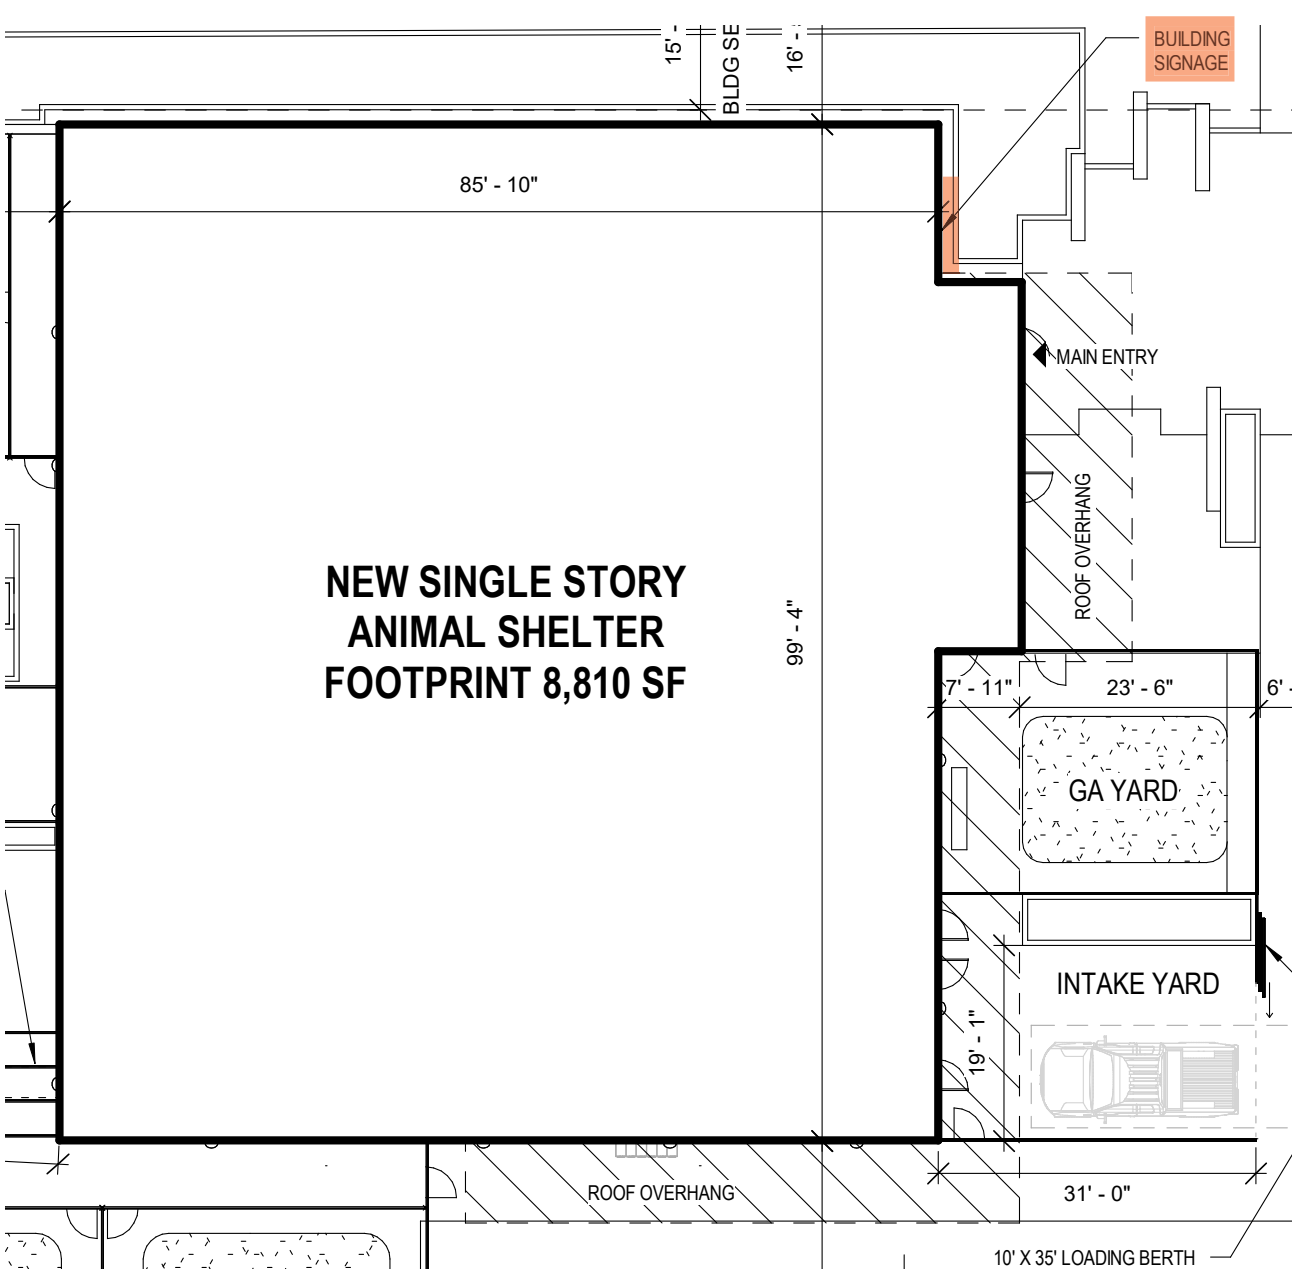 15' -
BLDG SE
16' -
BUILDING
SIGNAGE
85' - 10"
MAIN ENTRY
ROOF OVERHANG
NEW SINGLE STORY
ANIMAL SHELTER
FOOTPRINT 8,810 SF
99' - 4"
7' - 11"
23' - 6"
6' -
GA YARD
INTAKE YARD
19' - 1"
ROOF OVERHANG
31' - 0"
10' X 35' LOADING BERTH